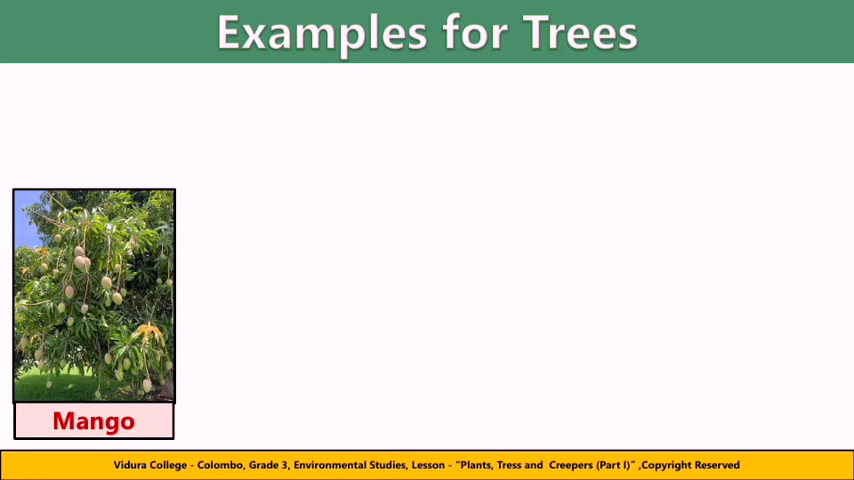 Examples for Trees
Mango
Vidura College - Colombo, Grade 3, Environmental Studies, Lesson - “Plants, Tress and  Creepers (Part I)” ,Copyright Reserved